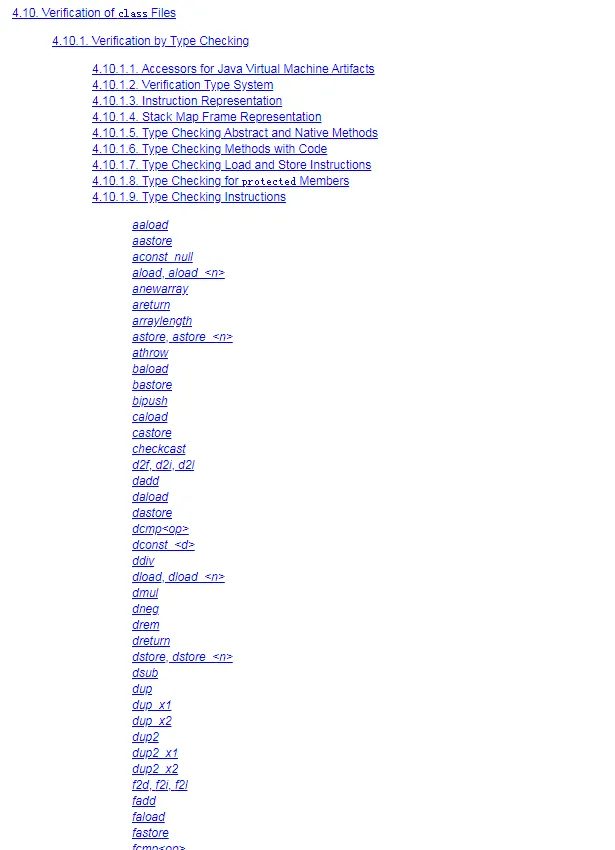 4.10. Verification of class Files
4.10.1. Verification by Type Checking
4.10.1.1. Accessors for Java Virtual Machine Artifacts
4.10.1.2. Verification Type System
4.10.1.3. Instruction Representation
4.10.1.4. Stack Map Frame Representation
4.10.1.5. Type Checking Abstract and Native Methods
4.10.1.6. Type Checking Methods with Code
4.10.1.7. Type Checking Load and Store Instructions
4.10.1.8. Type Checking for protected Members
4.10.1.9. Type Checking Instructions
aaload
aastore
aconst_null
aload, aload_<n>
anewarray
areturn
arraylength
astore, astore_<n>
athrow
baload
bastore
bipush
caload
castore
checkcast
d2f, d2i, d2l
dadd
daload
dastore
dcmp<op>
dconst_<d>
ddiv
dload, dload_<n>
dmul
dneg
drem
dreturn
dstore, dstore_<n>
dsub
dup
dup_x1
dup_x2
dup2
dup2_x1
dup2_x2
f2d, f2i, f2l
fadd
faload
fastore
fcmp<op>